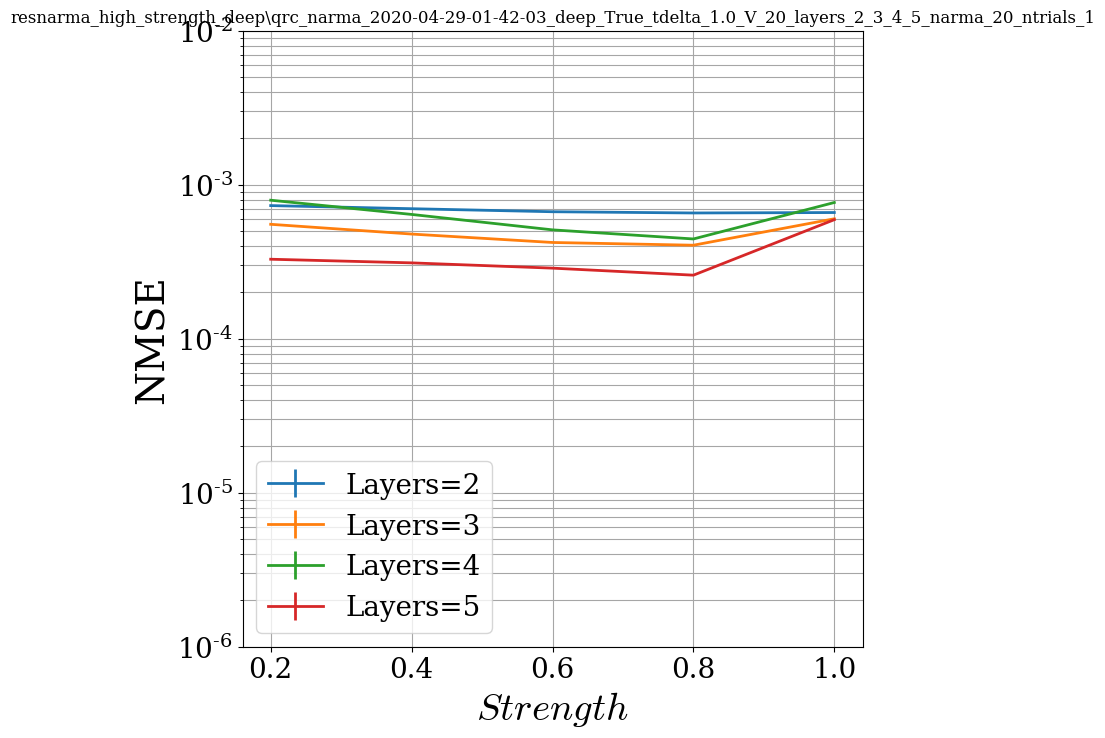 resnarma_high_strength_deep\qrc_narma_2020-04-29-01-42-03_deep_True_tdelta_1.0_V_20_layers_2_3_4_5_narma_20_ntrials_1
10^-2
10^-3
10^-4
10^-5
10^-6
NMSE
Layers=2
Layers=3
Layers=4
Layers=5
0.2 0.4 0.6 0.8 1.0
Strength